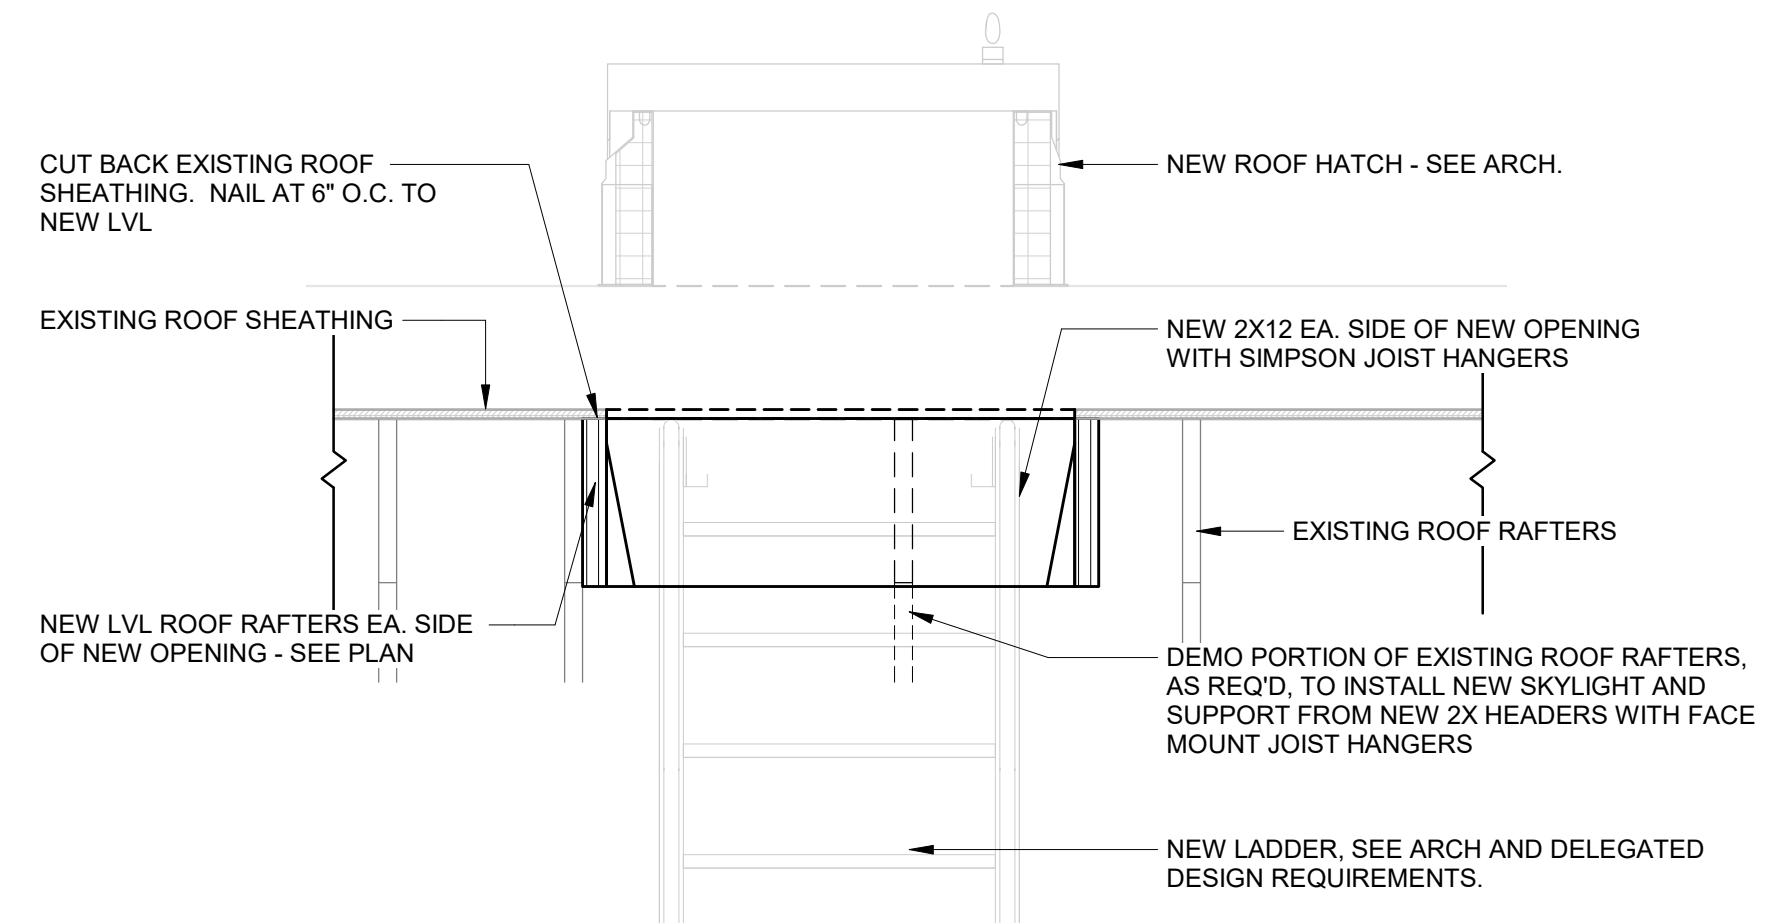 CUT BACK EXISTING ROOF
SHEATHING.  NAIL AT 6" O.C. TO
NEW LVL
NEW ROOF HATCH - SEE ARCH.
EXISTING ROOF SHEATHING
NEW 2X12 EA. SIDE OF NEW OPENING
WITH SIMPSON JOIST HANGERS
EXISTING ROOF RAFTERS
NEW LVL ROOF RAFTERS EA. SIDE
OF NEW OPENING - SEE PLAN
DEMO PORTION OF EXISTING ROOF RAFTERS,
AS REQ'D, TO INSTALL NEW SKYLIGHT AND
SUPPORT FROM NEW 2X HEADERS WITH FACE
MOUNT JOIST HANGERS
NEW LADDER, SEE ARCH AND DELEGATED
DESIGN REQUIREMENTS.